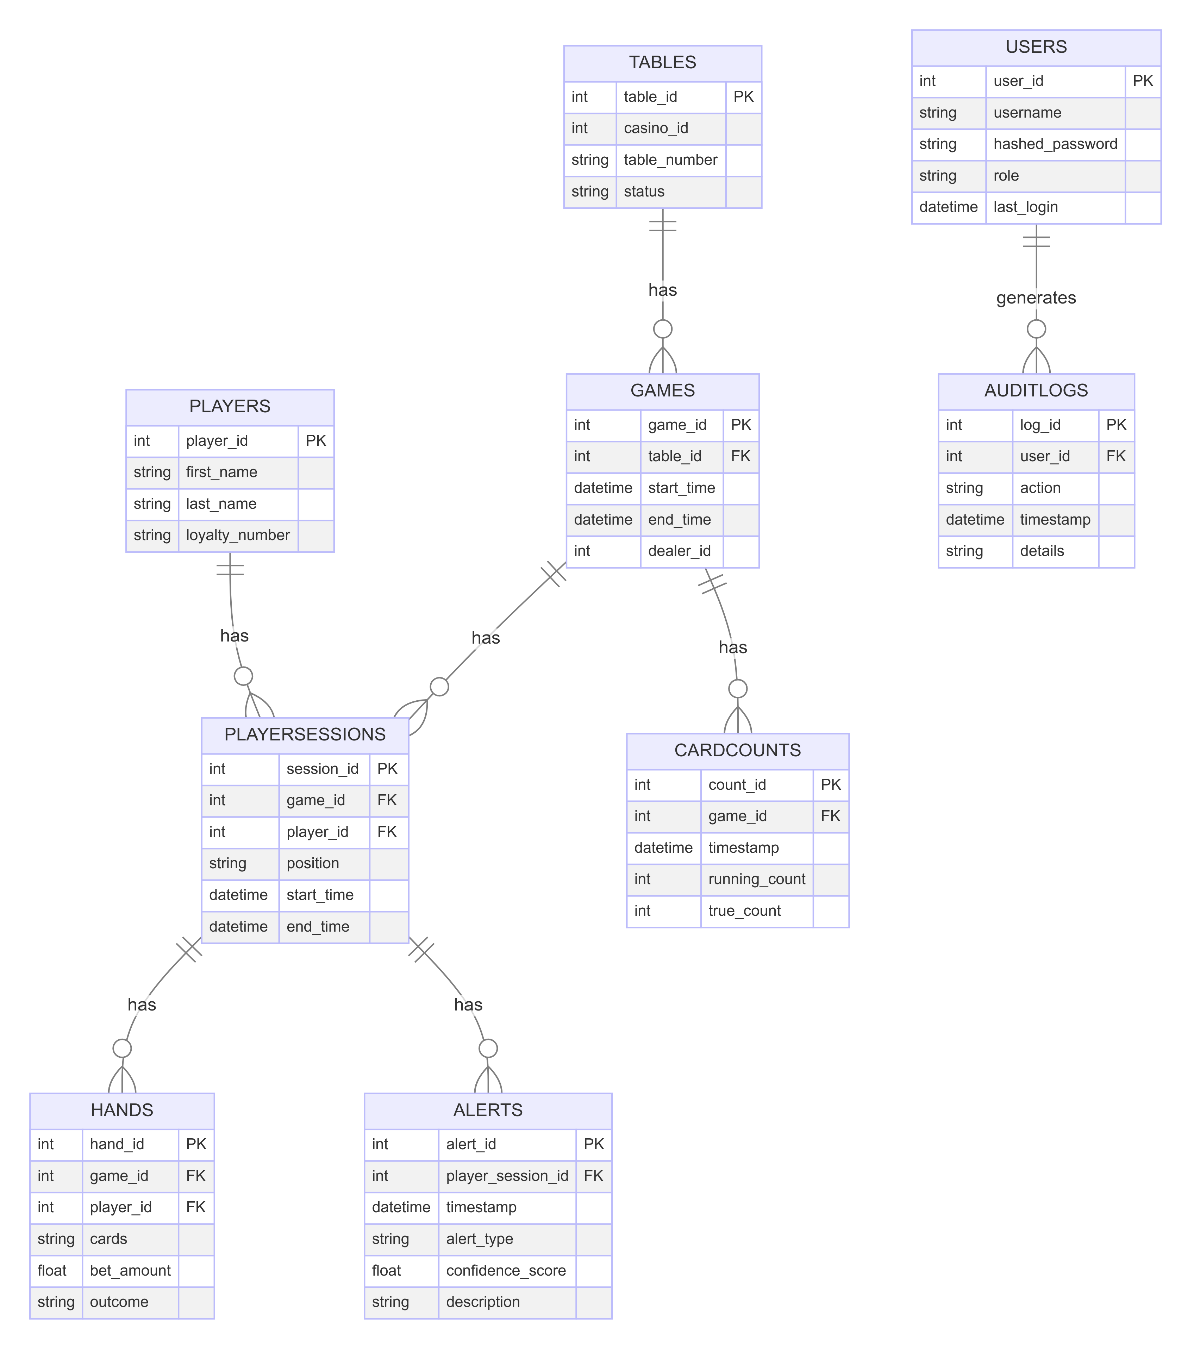 TABLES
int table_id PK
int casino_id
string table_number
string status
USERS
int user_id PK
string username
string hashed_password
string role
datetime last_login
has
generates
PLAYERS
int player_id PK
string first_name
string last_name
string loyalty_number
GAMES
int game_id PK
int table_id FK
datetime start_time
datetime end_time
int dealer_id
AUDITLOGS
int log_id PK
int user_id FK
string action
datetime timestamp
string details
has
has
has
PLAYERSESSIONS
int session_id PK
int game_id FK
int player_id FK
string position
datetime start_time
datetime end_time
CARDCOUNTS
int count_id PK
int game_id FK
datetime timestamp
int running_count
int true_count
has
has
HANDS
int hand_id PK
int game_id FK
int player_id FK
string cards
float bet_amount
string outcome
ALERTS
int alert_id PK
int player_session_id FK
datetime timestamp
string alert_type
float confidence_score
string description